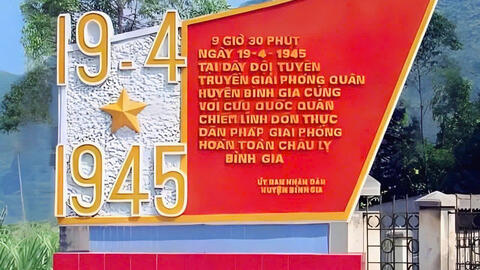 19-4
1945
9 GIỜ 30 PHÚT
NGÀY 19-4-1945
TẠI ĐÂY ĐỘI TUYÊN
TRUYỀN GIẢI PHÓNG QUÂN
HUYỆN BÌNH GIA CÙNG
VỚI CỨU QUỐC QUÂN
CHIẾM LĨNH ĐỒN THỰC
DÂN PHÁP GIẢI PHÓNG
HOÀN TOÀN CHÂU LỴ
BÌNH GIA
ỦY BAN NHÂN DÂN
HUYỆN BÌNH GIA